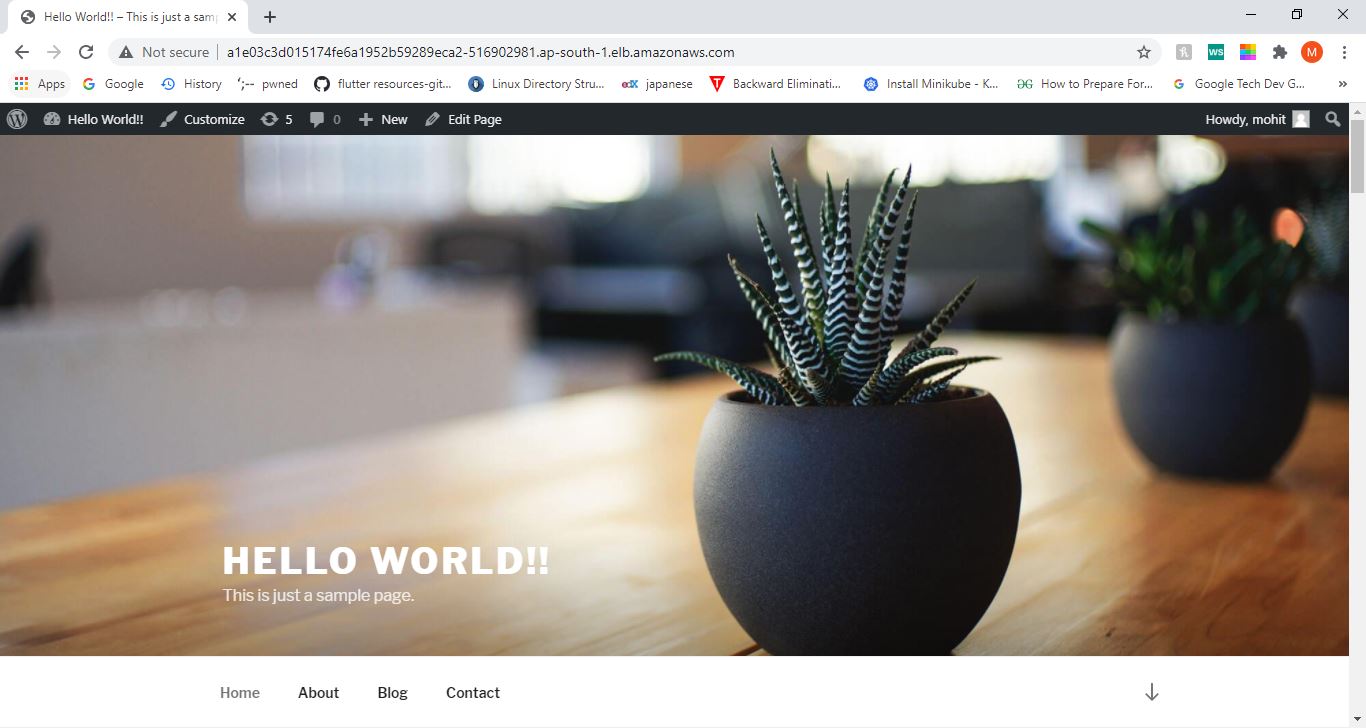 Hello World!! – This is just a sam
Not secure
a1e03c3d015174fe6a1952b59289eca2-516902981.ap-south-1.elb.amazonaws.com
M
Apps
Google
History
';-- pwned
flutter resources-git...
Linux Directory Stru...
edX japanese
Backward Eliminati...
Install Minikube - K...
How to Prepare For...
Google Tech Dev G...
»
Hello World!!
Customize
5
0
New
Edit Page
Howdy, mohit
HELLO WORLD!!
This is just a sample page.
Home
About
Blog
Contact